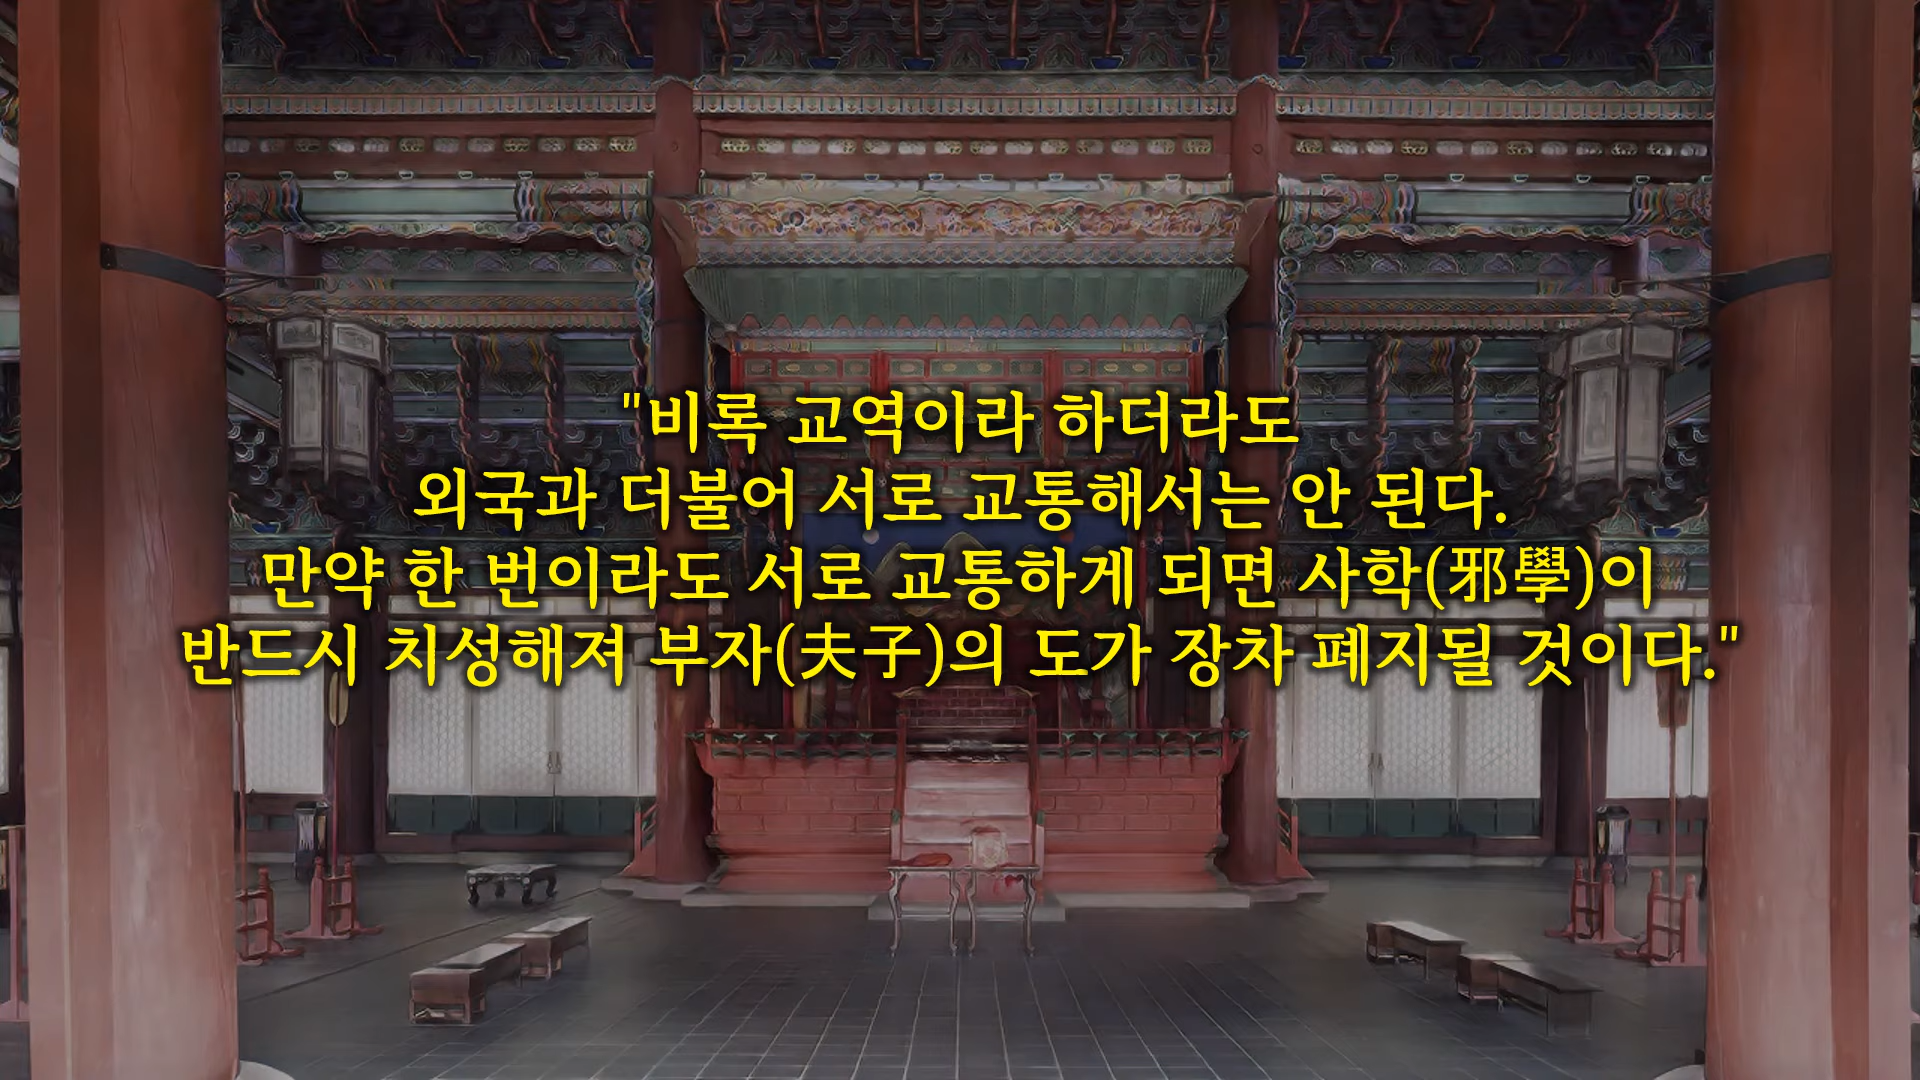 "비록 교역이라 하더라도
외국과 더불어 서로 교통해서는 안 된다.
만약 한 번이라도 서로 교통하게 되면 사학(邪學)이
반드시 치성해져 부자(夫子)의 도가 장차 폐지될 것이다."